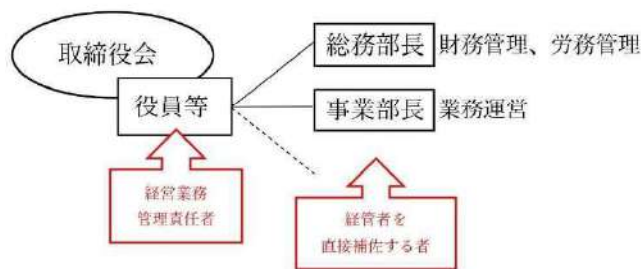 取締役会
役員等
総務部長 財務管理、労務管理
事業部長 業務運営
経営業務
管理責任者
経管者を
直接補佐する者